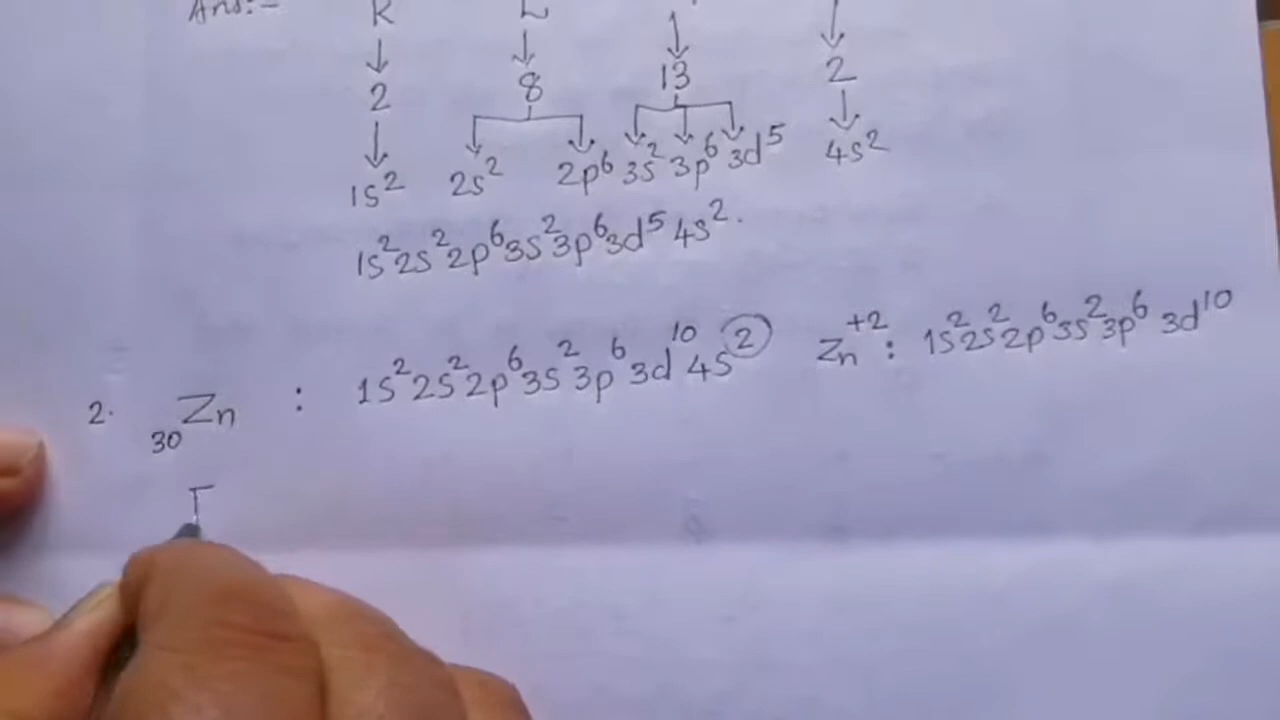 Ans:- K L
2 8 13 2
1s² 2s² 2p⁶ 3s² 3p⁶ 3d⁵ 4s²
1s²2s²2p⁶3s²3p⁶3d⁵4s².
2. ₃₀Zn : 1s²2s²2p⁶3s²3p⁶3d¹⁰4s² Zn⁺² : 1s²2s²2p⁶3s²3p⁶3d¹⁰